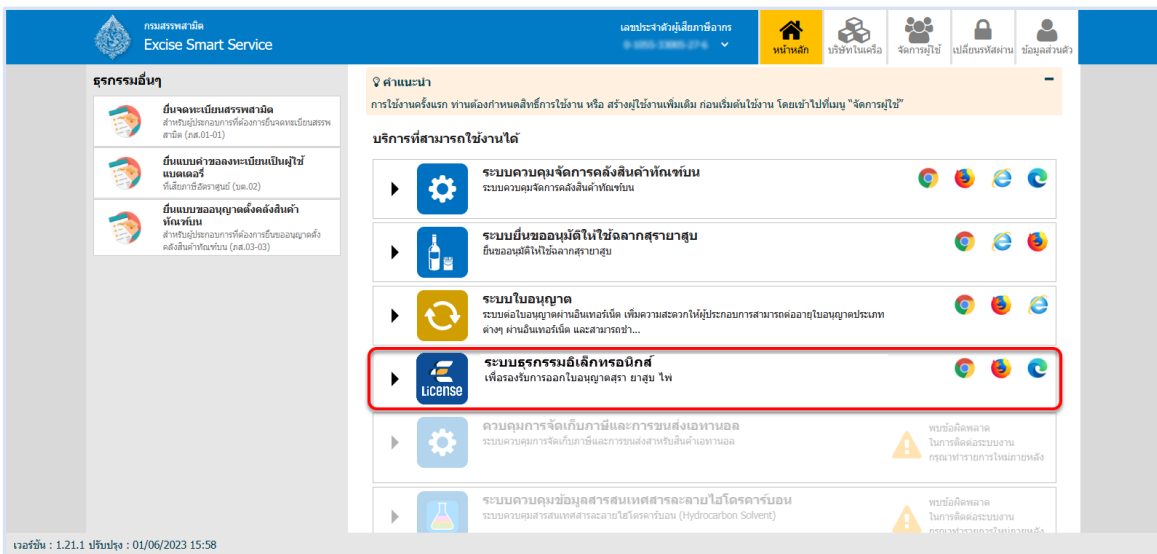 กรมสรรพสามิต
Excise Smart Service
เลขประจำตัวผู้เสียภาษีอากร
หน้าหลัก
บริษัทในเครือ
จัดการผู้ใช้
เปลี่ยนรหัสผ่าน
ข้อมูลส่วนตัว
ธุรกรรมอื่นๆ
ยื่นจดทะเบียนสรรพสามิต
สำหรับผู้ประกอบการที่ต้องการยื่นจดทะเบียนสรรพ
สามิต (ภส.01-01)
ยื่นแบบคำขอลงทะเบียนเป็นผู้ใช้
แบตเตอรี่
ที่เสียภาษีอัตราศูนย์ (บต.02)
ยื่นแบบขออนุญาตตั้งคลังสินค้า
ทัณฑ์บน
สำหรับผู้ประกอบการที่ต้องการยื่นขออนุญาตตั้ง
คลังสินค้าทัณฑ์บน (ภส.03-03)
คำแนะนำ
การใช้งานครั้งแรก ท่านต้องกำหนดสิทธิ์การใช้งาน หรือ สร้างผู้ใช้งานเพิ่มเติม ก่อนเริ่มต้นใช้งาน โดยเข้าไปที่เมนู "จัดการผู้ใช้"
บริการที่สามารถใช้งานได้
ระบบควบคุมจัดการคลังสินค้าทัณฑ์บน
ระบบควบคุมจัดการคลังสินค้าทัณฑ์บน
ระบบยื่นขออนุมัติให้ใช้ฉลากสุรายาสูบ
ยื่นขออนุมัติให้ใช้ฉลากสุรายาสูบ
ระบบใบอนุญาต
ระบบต่อใบอนุญาตผ่านอินเทอร์เน็ต เพิ่มความสะดวกให้ผู้ประกอบการสามารถต่ออายุใบอนุญาตประเภท
ต่างๆ ผ่านอินเทอร์เน็ต และสามารถชำ...
License
ระบบธุรกรรมอิเล็กทรอนิกส์
เพื่อรองรับการออกใบอนุญาตสุรา ยาสูบ ไพ่
ควบคุมการจัดเก็บภาษีและการขนส่งเอทานอล
ระบบควบคุมการจัดเก็บภาษีและการขนส่งสำหรับสินค้าเอทานอล
พบข้อผิดพลาด
ในการติดต่อระบบงาน
กรุณาทำรายการใหม่ภายหลัง
ระบบควบคุมข้อมูลสารสนเทศสารละลายไฮโดรคาร์บอน
ระบบควบคุมสารสนเทศสารละลายไฮโดรคาร์บอน (Hydrocarbon Solvent)
พบข้อผิดพลาด
ในการติดต่อระบบงาน
กรุณาทำรายการใหม่ภายหลัง
เวอร์ชัน : 1.21.1 ปรับปรุง : 01/06/2023 15:58